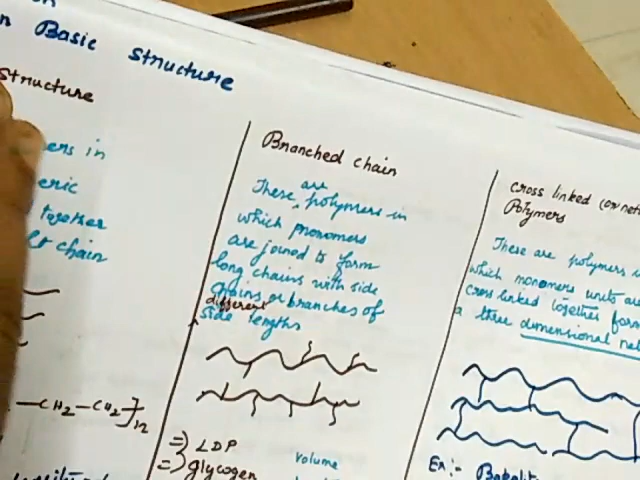 n Basic structure
structure
ens in
eric
together
chain
-CH2-CH2-]n
Branched chain
These are polymers in
which monomers
are joined to form
long chains with side
chains or branches of
different
side lengths
=) LDP
=) glycogen
volume
cross linked (or net
Polymers
These are polymers i
which monomers units are
cross linked together form
a three dimensional net
Ex:- Bakelit